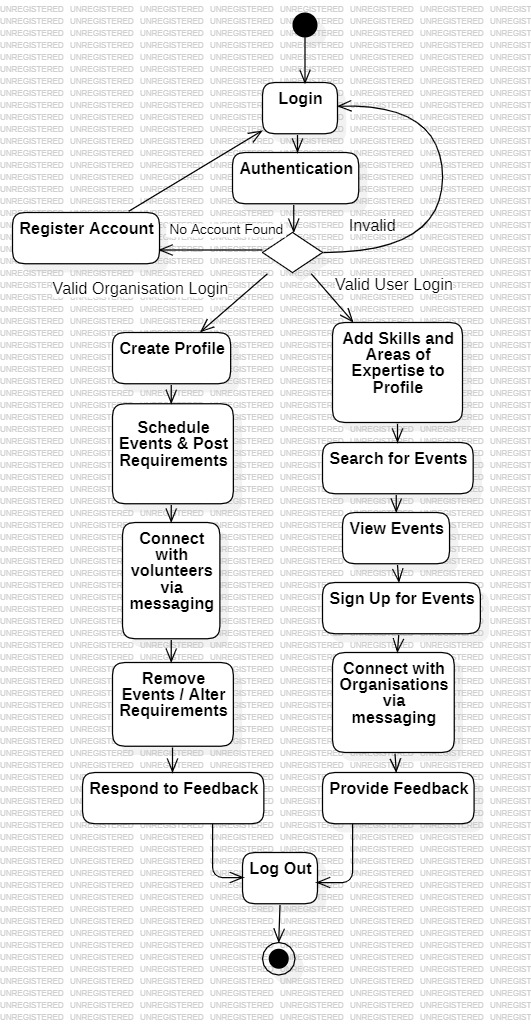 Login
Authentication
Register Account
No Account Found
Invalid
Valid Organisation Login
Valid User Login
Create Profile
Schedule
Events & Post
Requirements
Connect
with
volunteers
via
messaging
Remove
Events / Alter
Requirements
Respond to Feedback
Add Skills and
Areas of
Expertise to
Profile
Search for Events
View Events
Sign Up for Events
Connect with
Organisations
via
messaging
Provide Feedback
Log Out
UNREGISTERED